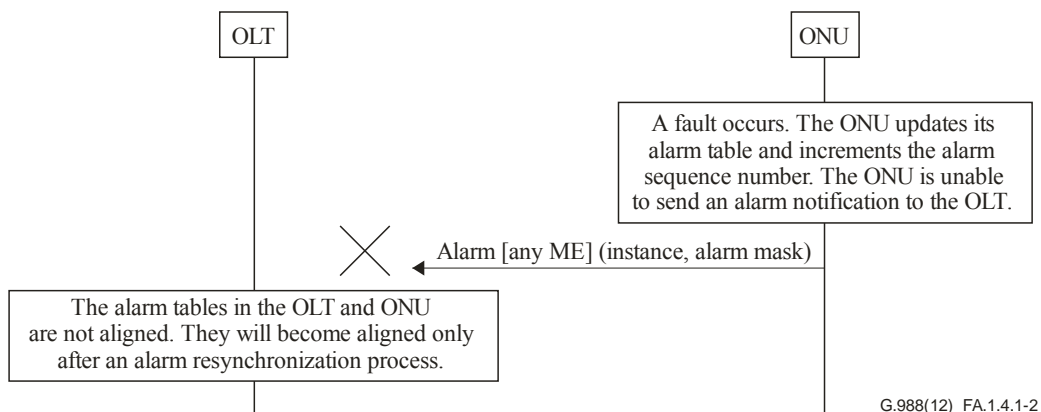 OLT
ONU
A fault occurs. The ONU updates its
alarm table and increments the alarm
sequence number. The ONU is unable
to send an alarm notification to the OLT.
Alarm [any ME] (instance, alarm mask)
The alarm tables in the OLT and ONU
are not aligned. They will become aligned only
after an alarm resynchronization process.
G.988(12)_FA.1.4.1-2